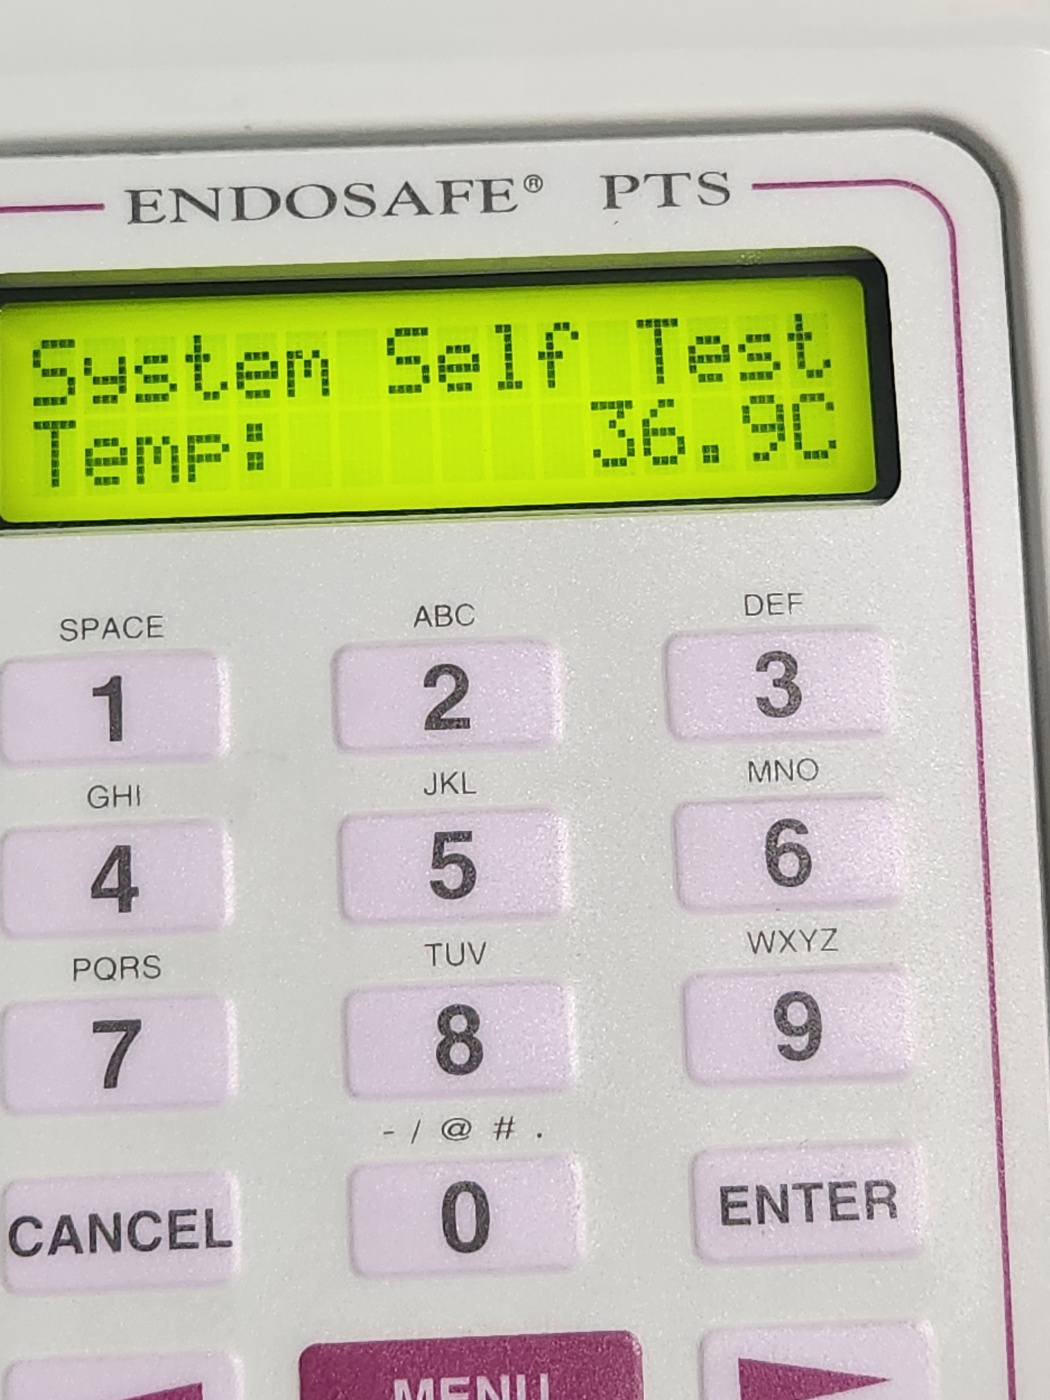 ENDOSAFE® PTS
System Self Test
Temp: 36.9C
SPACE ABC DEF
1 2 3
GHI JKL MNO
4 5 6
PQRS TUV WXYZ
7 8 9
- / @ # .
CANCEL 0 ENTER
MENU